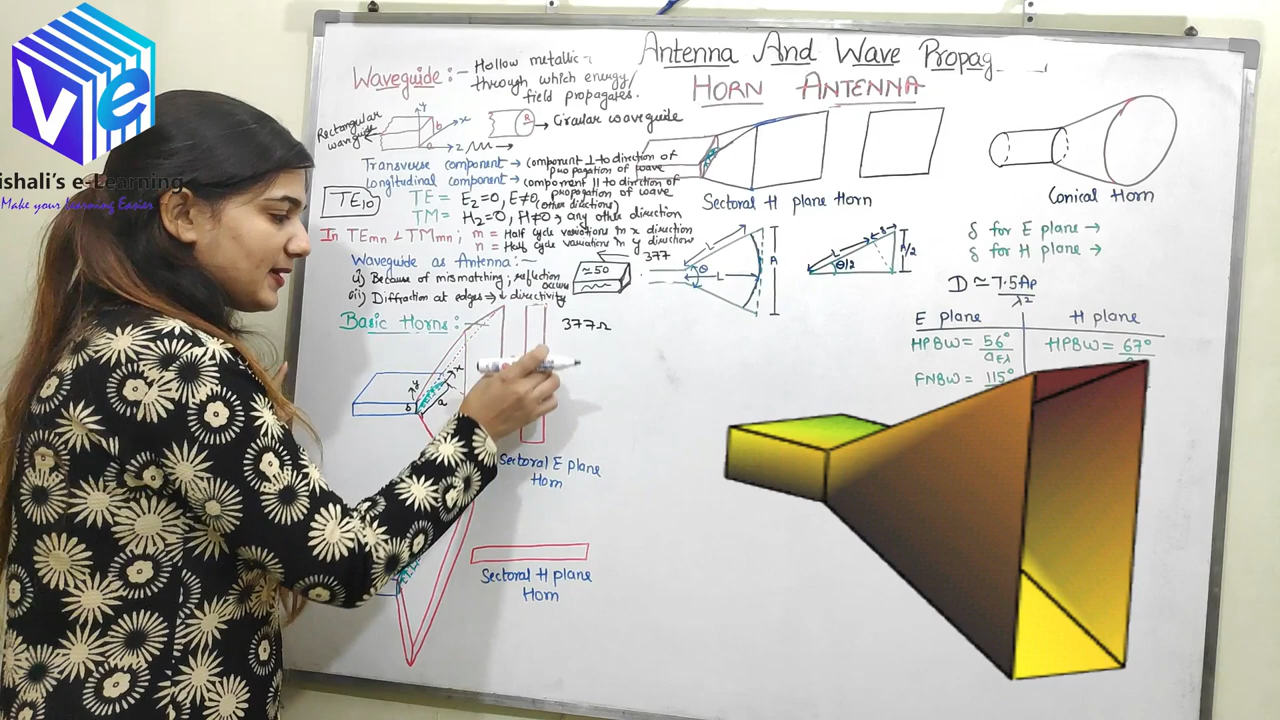 Ve
ishali's e-Learning
Make your Learning Easier
Antenna And Wave Propag
HORN ANTENNA
Waveguide :- Hollow metallic
through which energy/
field propagates.
Rectangular
waveguide
y
b
x
a
z
R
Circular waveguide
Transverse component → component ⊥ to direction of
propagation of wave
Longitudinal component → component || to direction of
propagation of wave
TE10
TE = Ez=0, E≠0
(other directions)
TM = H2=0, H≠0 → any other direction
In TEmn & TMmn ; m = Half cycle variations in x direction
n = Half cycle variations in y direction
Waveguide as Antenna :-
i) Because of mismatching; reflection
occurs
(ii) Diffraction at edges → ↓ directivity
≈50
377
377Ω
Basic Horns :-
b
a
x
Sectoral E plane
Horn
Sectoral H plane
Horn
Sectoral H plane Horn
Conical Horn
L
θ
L
A
L
δ
θ/2
A/2
δ for E plane →
δ for H plane →
D ≃ 7.5Ap
λ²
E plane H plane
HPBW = 56° HPBW = 67°
aEλ
FNBW = 115°